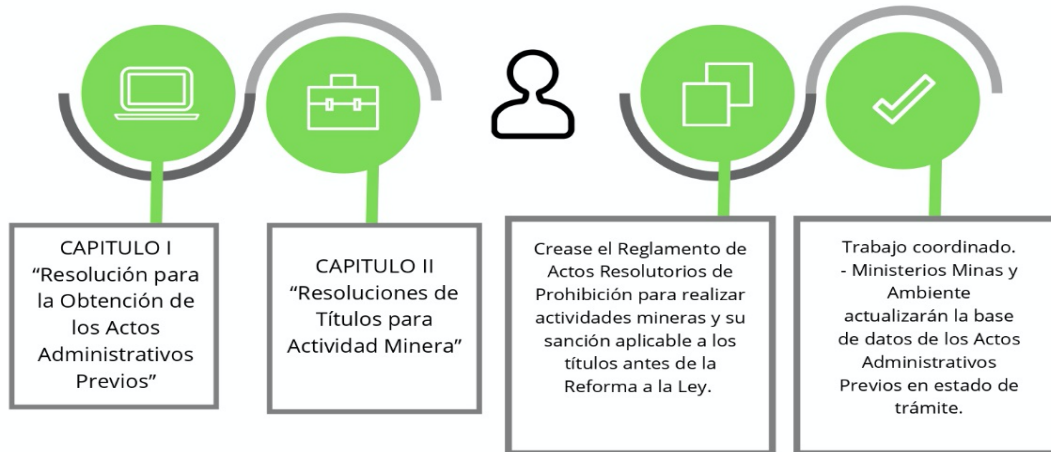 CAPITULO I
“Resolución para
la Obtención de
los Actos
Administrativos
Previos”
CAPITULO II
“Resoluciones de
Títulos para
Actividad Minera”
Crease el Reglamento de
Actos Resolutorios de
Prohibición para realizar
actividades mineras y su
sanción aplicable a los
títulos antes de la
Reforma a la Ley.
Trabajo coordinado.
- Ministerios Minas y
Ambiente
actualizarán la base
de datos de los Actos
Administrativos
Previos en estado de
trámite.